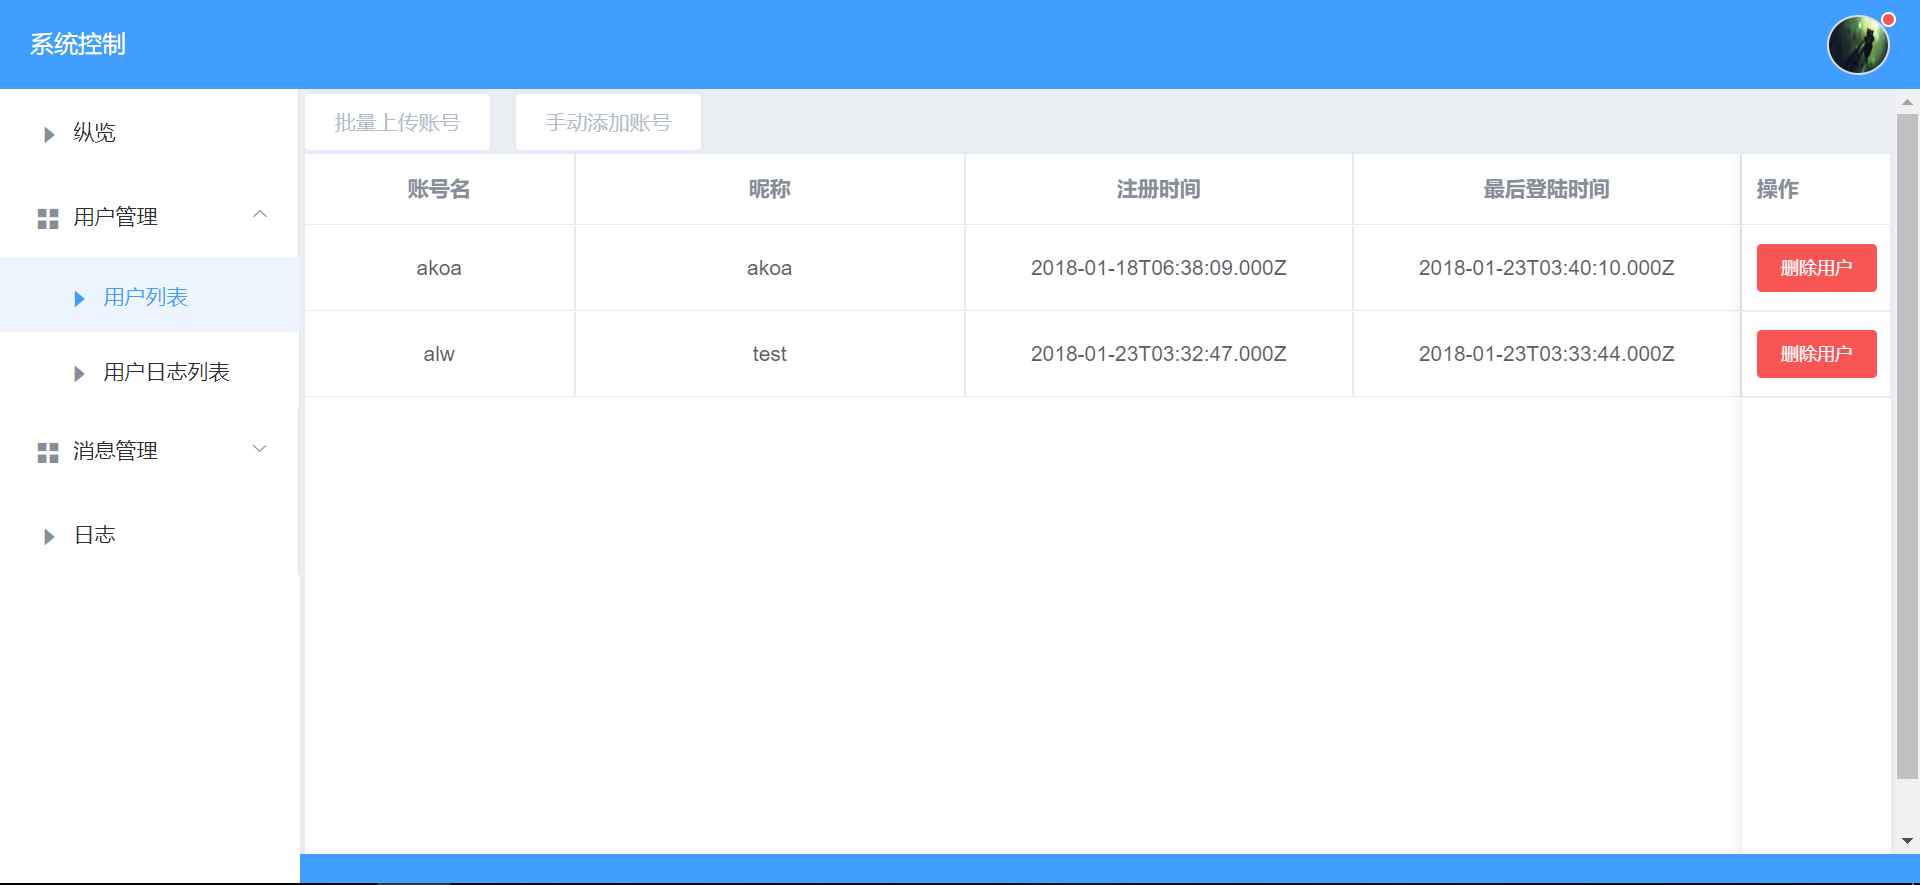 系统控制
纵览
用户管理
用户列表
用户日志列表
消息管理
日志
批量上传账号 手动添加账号
账号名 昵称 注册时间 最后登陆时间 操作
akoa akoa 2018-01-18T06:38:09.000Z 2018-01-23T03:40:10.000Z 删除用户
alw test 2018-01-23T03:32:47.000Z 2018-01-23T03:33:44.000Z 删除用户